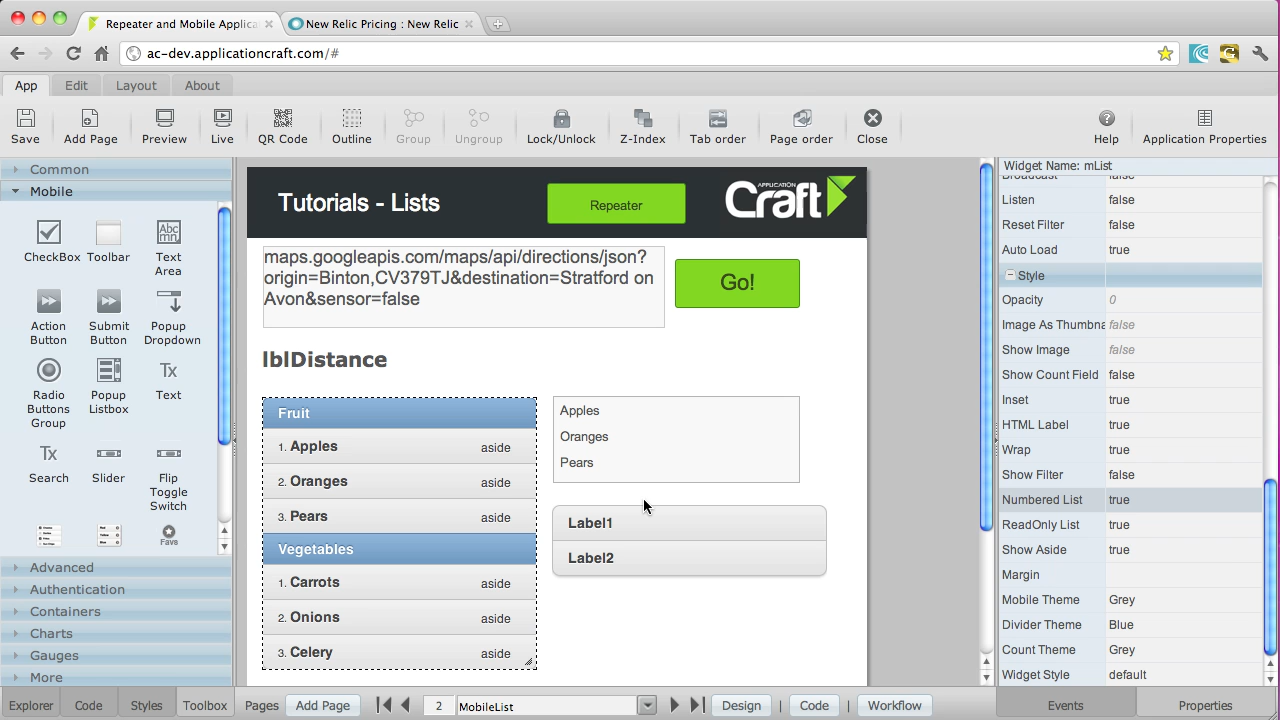 Repeater and Mobile Applica
New Relic Pricing : New Relic
ac-dev.applicationcraft.com/#
App Edit Layout About
Save Add Page Preview Live QR Code Outline Group Ungroup Lock/Unlock Z-Index Tab order Page order Close Help Application Properties
Common
Mobile
CheckBox Toolbar Text Area
Abc mn
Action Button Submit Button Popup Dropdown
Radio Buttons Group Popup Listbox Text
Tx
Search Slider Flip Toggle Switch
Tx
Favs
Advanced
Authentication
Containers
Charts
Gauges
More
Explorer Code Styles Toolbox
Tutorials - Lists
Repeater
APPLICATION
Craft
maps.googleapis.com/maps/api/directions/json?
origin=Binton,CV379TJ&destination=Stratford on
Avon&sensor=false
Go!
lblDistance
Fruit
1. Apples aside
2. Oranges aside
3. Pears aside
Vegetables
1. Carrots aside
2. Onions aside
3. Celery aside
Apples
Oranges
Pears
Label1
Label2
Pages Add Page 2 MobileList Design | Code | Workflow
Widget Name: mList
Broadcast false
Listen false
Reset Filter false
Auto Load true
Style
Opacity 0
Image As Thumbna false
Show Image false
Show Count Field false
Inset true
HTML Label true
Wrap true
Show Filter false
Numbered List true
ReadOnly List true
Show Aside true
Margin
Mobile Theme Grey
Divider Theme Blue
Count Theme Grey
Widget Style default
Events Properties